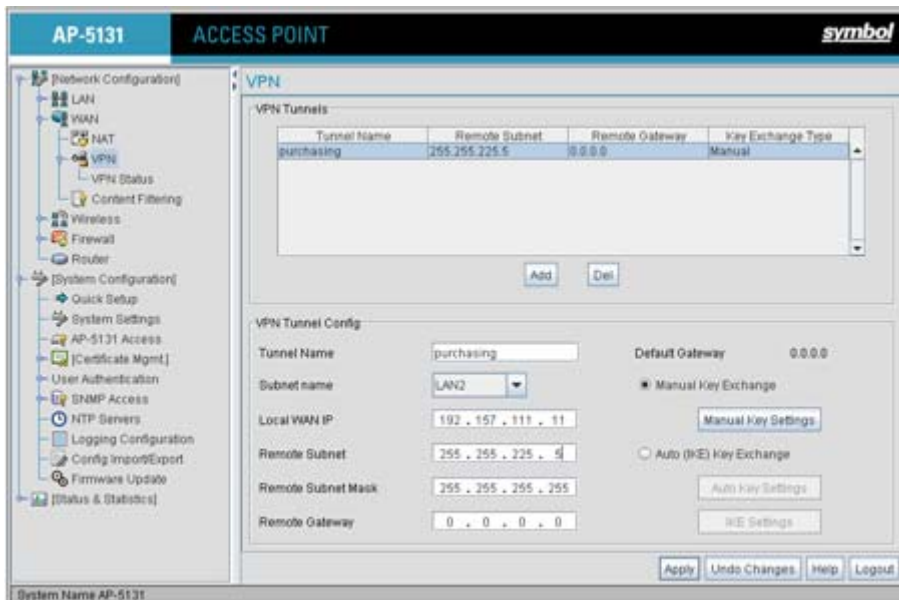 AP-5131
ACCESS POINT
symbol
[Network Configuration]
LAN
WAN
NAT
VPN
VPN Status
Content Filtering
Wireless
Firewall
Router
[System Configuration]
Quick Setup
System Settings
AP-5131 Access
[Certificate Mgmt.]
User Authentication
SNMP Access
NTP Servers
Logging Configuration
Config Import/Export
Firmware Update
[Status & Statistics]
VPN
VPN Tunnels
Tunnel Name Remote Subnet Remote Gateway Key Exchange Type
purchasing 255.255.225.5 0.0.0.0 Manual
Add Del
VPN Tunnel Config
Tunnel Name purchasing Default Gateway 0.0.0.0
Subnet name LAN2 Manual Key Exchange
Local WAN IP 192 . 157 . 111 . 11 Manual Key Settings
Remote Subnet 255 . 255 . 225 . 5 Auto (IKE) Key Exchange
Remote Subnet Mask 255 . 255 . 255 . 255 Auto Key Settings
Remote Gateway 0 . 0 . 0 . 0 IKE Settings
Apply Undo Changes Help Logout
System Name AP-5131